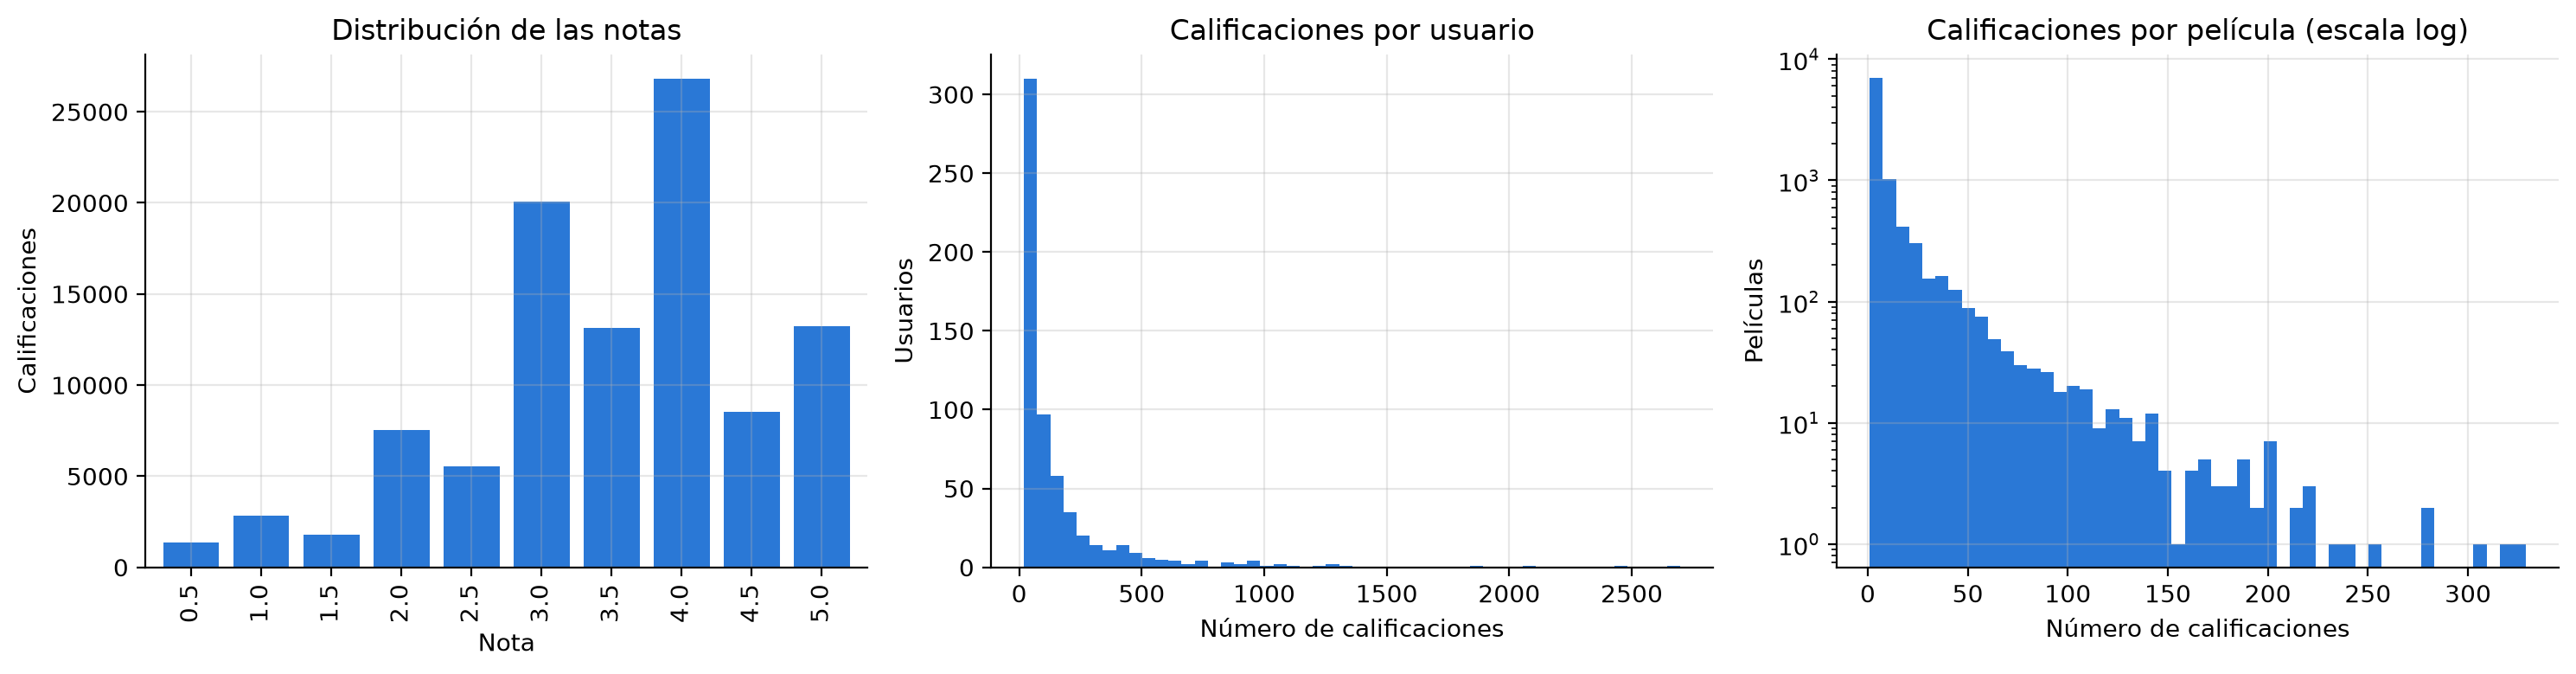 Distribución de las notas
Calificaciones
25000
20000
15000
10000
5000
0
0.5 1.0 1.5 2.0 2.5 3.0 3.5 4.0 4.5 5.0
Nota
Calificaciones por usuario
Usuarios
300
250
200
150
100
50
0
0 500 1000 1500 2000 2500
Número de calificaciones
Calificaciones por película (escala log)
Películas
10⁴
10³
10²
10¹
10⁰
0 50 100 150 200 250 300
Número de calificaciones